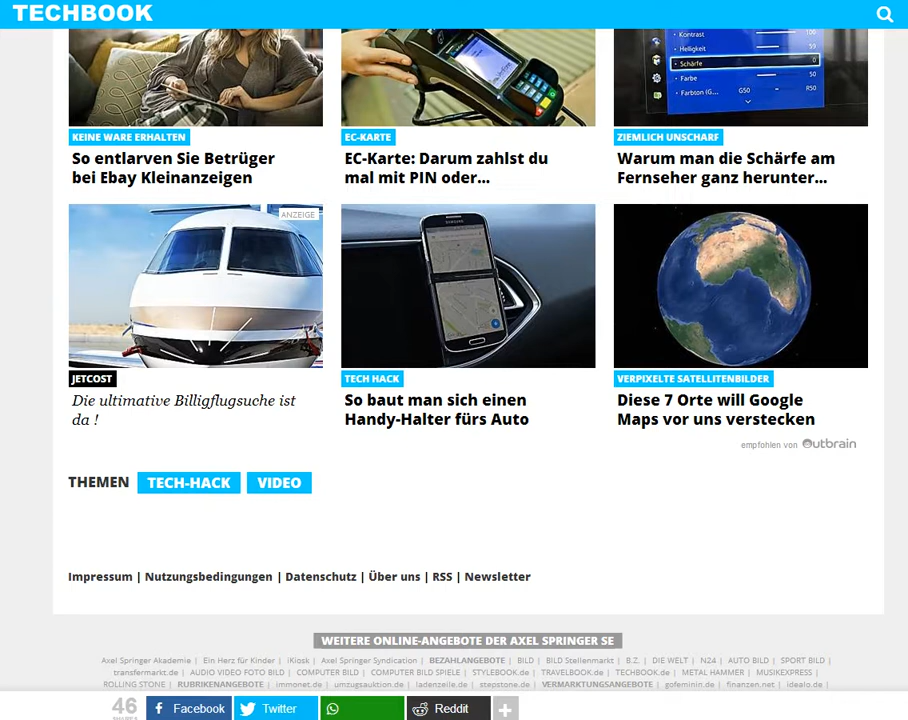 TECHBOOK
Kontrast 100
Helligkeit 59
Schärfe 0
Farbe 50
Farbton (G... G50 R50
KEINE WARE ERHALTEN
So entlarven Sie Betrüger
bei Ebay Kleinanzeigen
EC-KARTE
EC-Karte: Darum zahlst du
mal mit PIN oder...
ZIEMLICH UNSCHARF
Warum man die Schärfe am
Fernseher ganz herunter...
ANZEIGE
JETCOST
Die ultimative Billigflugsuche ist
da !
TECH HACK
So baut man sich einen
Handy-Halter fürs Auto
VERPIXELTE SATELLITENBILDER
Diese 7 Orte will Google
Maps vor uns verstecken
empfohlen von Outbrain
THEMEN TECH-HACK VIDEO
Impressum | Nutzungsbedingungen | Datenschutz | Über uns | RSS | Newsletter
WEITERE ONLINE-ANGEBOTE DER AXEL SPRINGER SE
Axel Springer Akademie | Ein Herz für Kinder | iKiosk | Axel Springer Syndication | BEZAHLANGEBOTE | BILD | BILD Stellenmarkt | B.Z. | DIE WELT | N24 | AUTO BILD | SPORT BILD |
transfermarkt.de | AUDIO VIDEO FOTO BILD | COMPUTER BILD | COMPUTER BILD SPIELE | STYLEBOOK.de | TRAVELBOOK.de | TECHBOOK.de | METAL HAMMER | MUSIKEXPRESS |
ROLLING STONE | RUBRIKENANGEBOTE | immonet.de | umzugsauktion.de | ladenzeile.de | stepstone.de | VERMARKTUNGSANGEBOTE | gofeminin.de | finanzen.net | idealo.de |
46
SHARES
Facebook Twitter Reddit